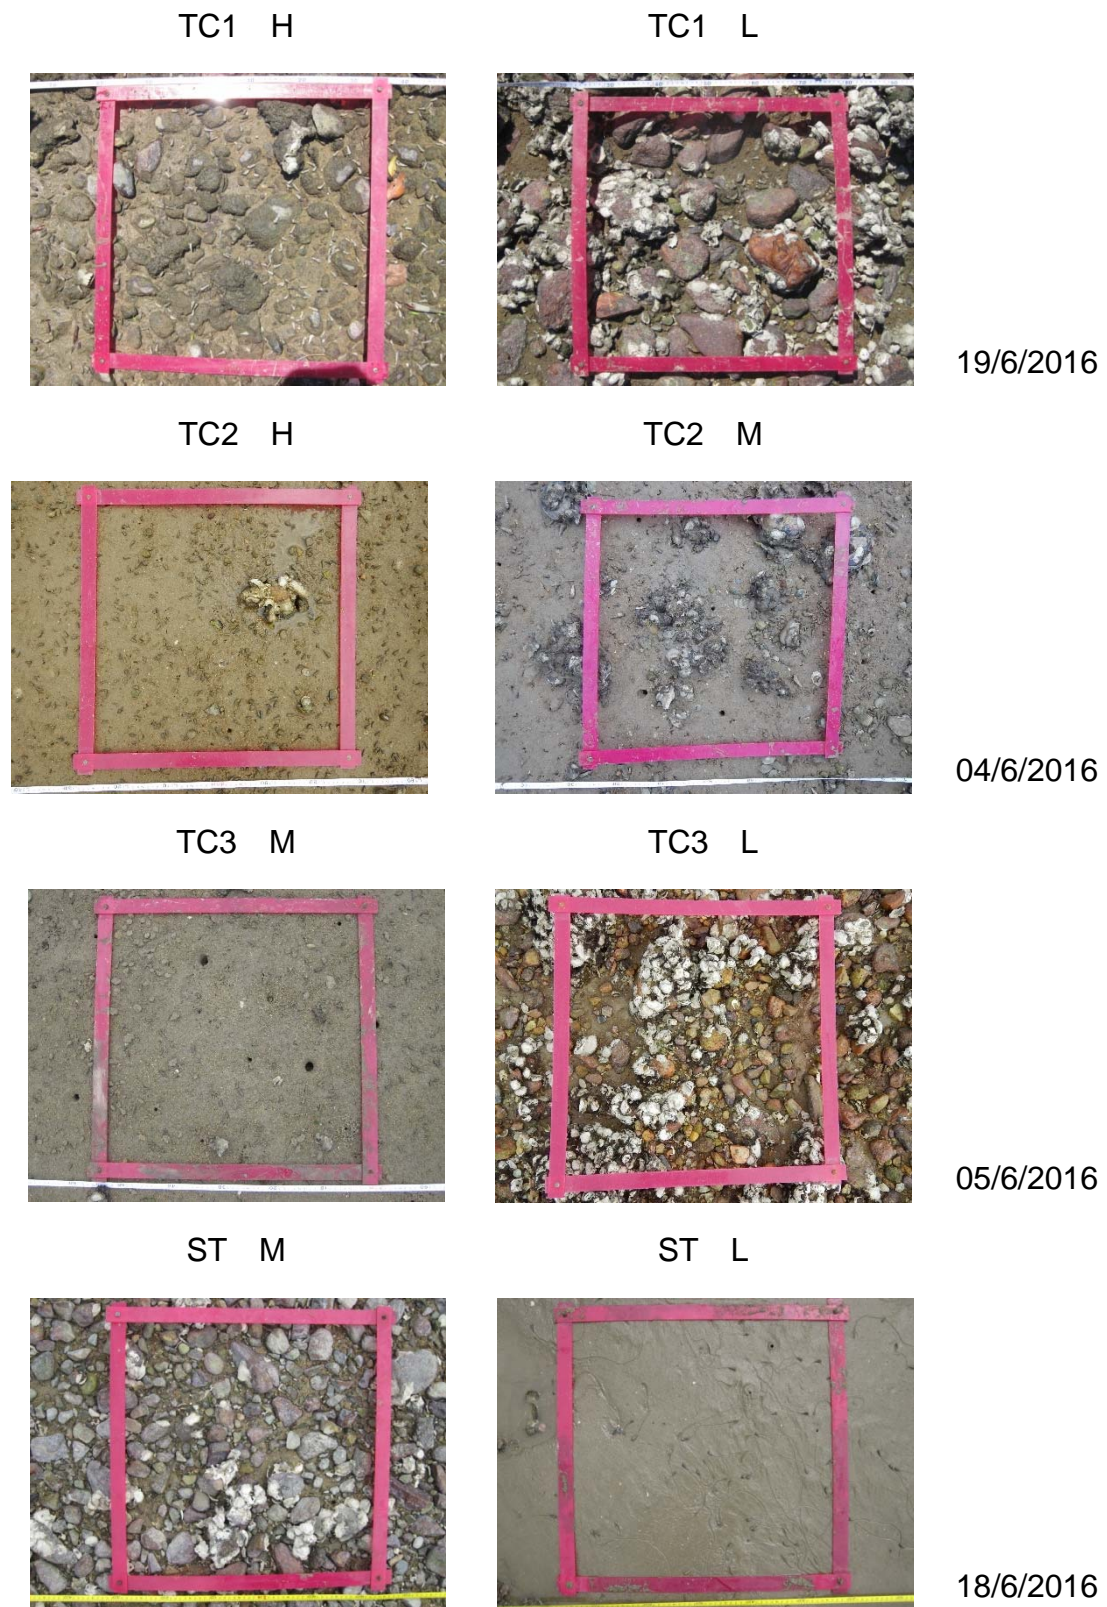 TC1 H
TC1 L
19/6/2016
TC2 H
TC2 M
04/6/2016
TC3 M
TC3 L
05/6/2016
ST M
ST L
18/6/2016